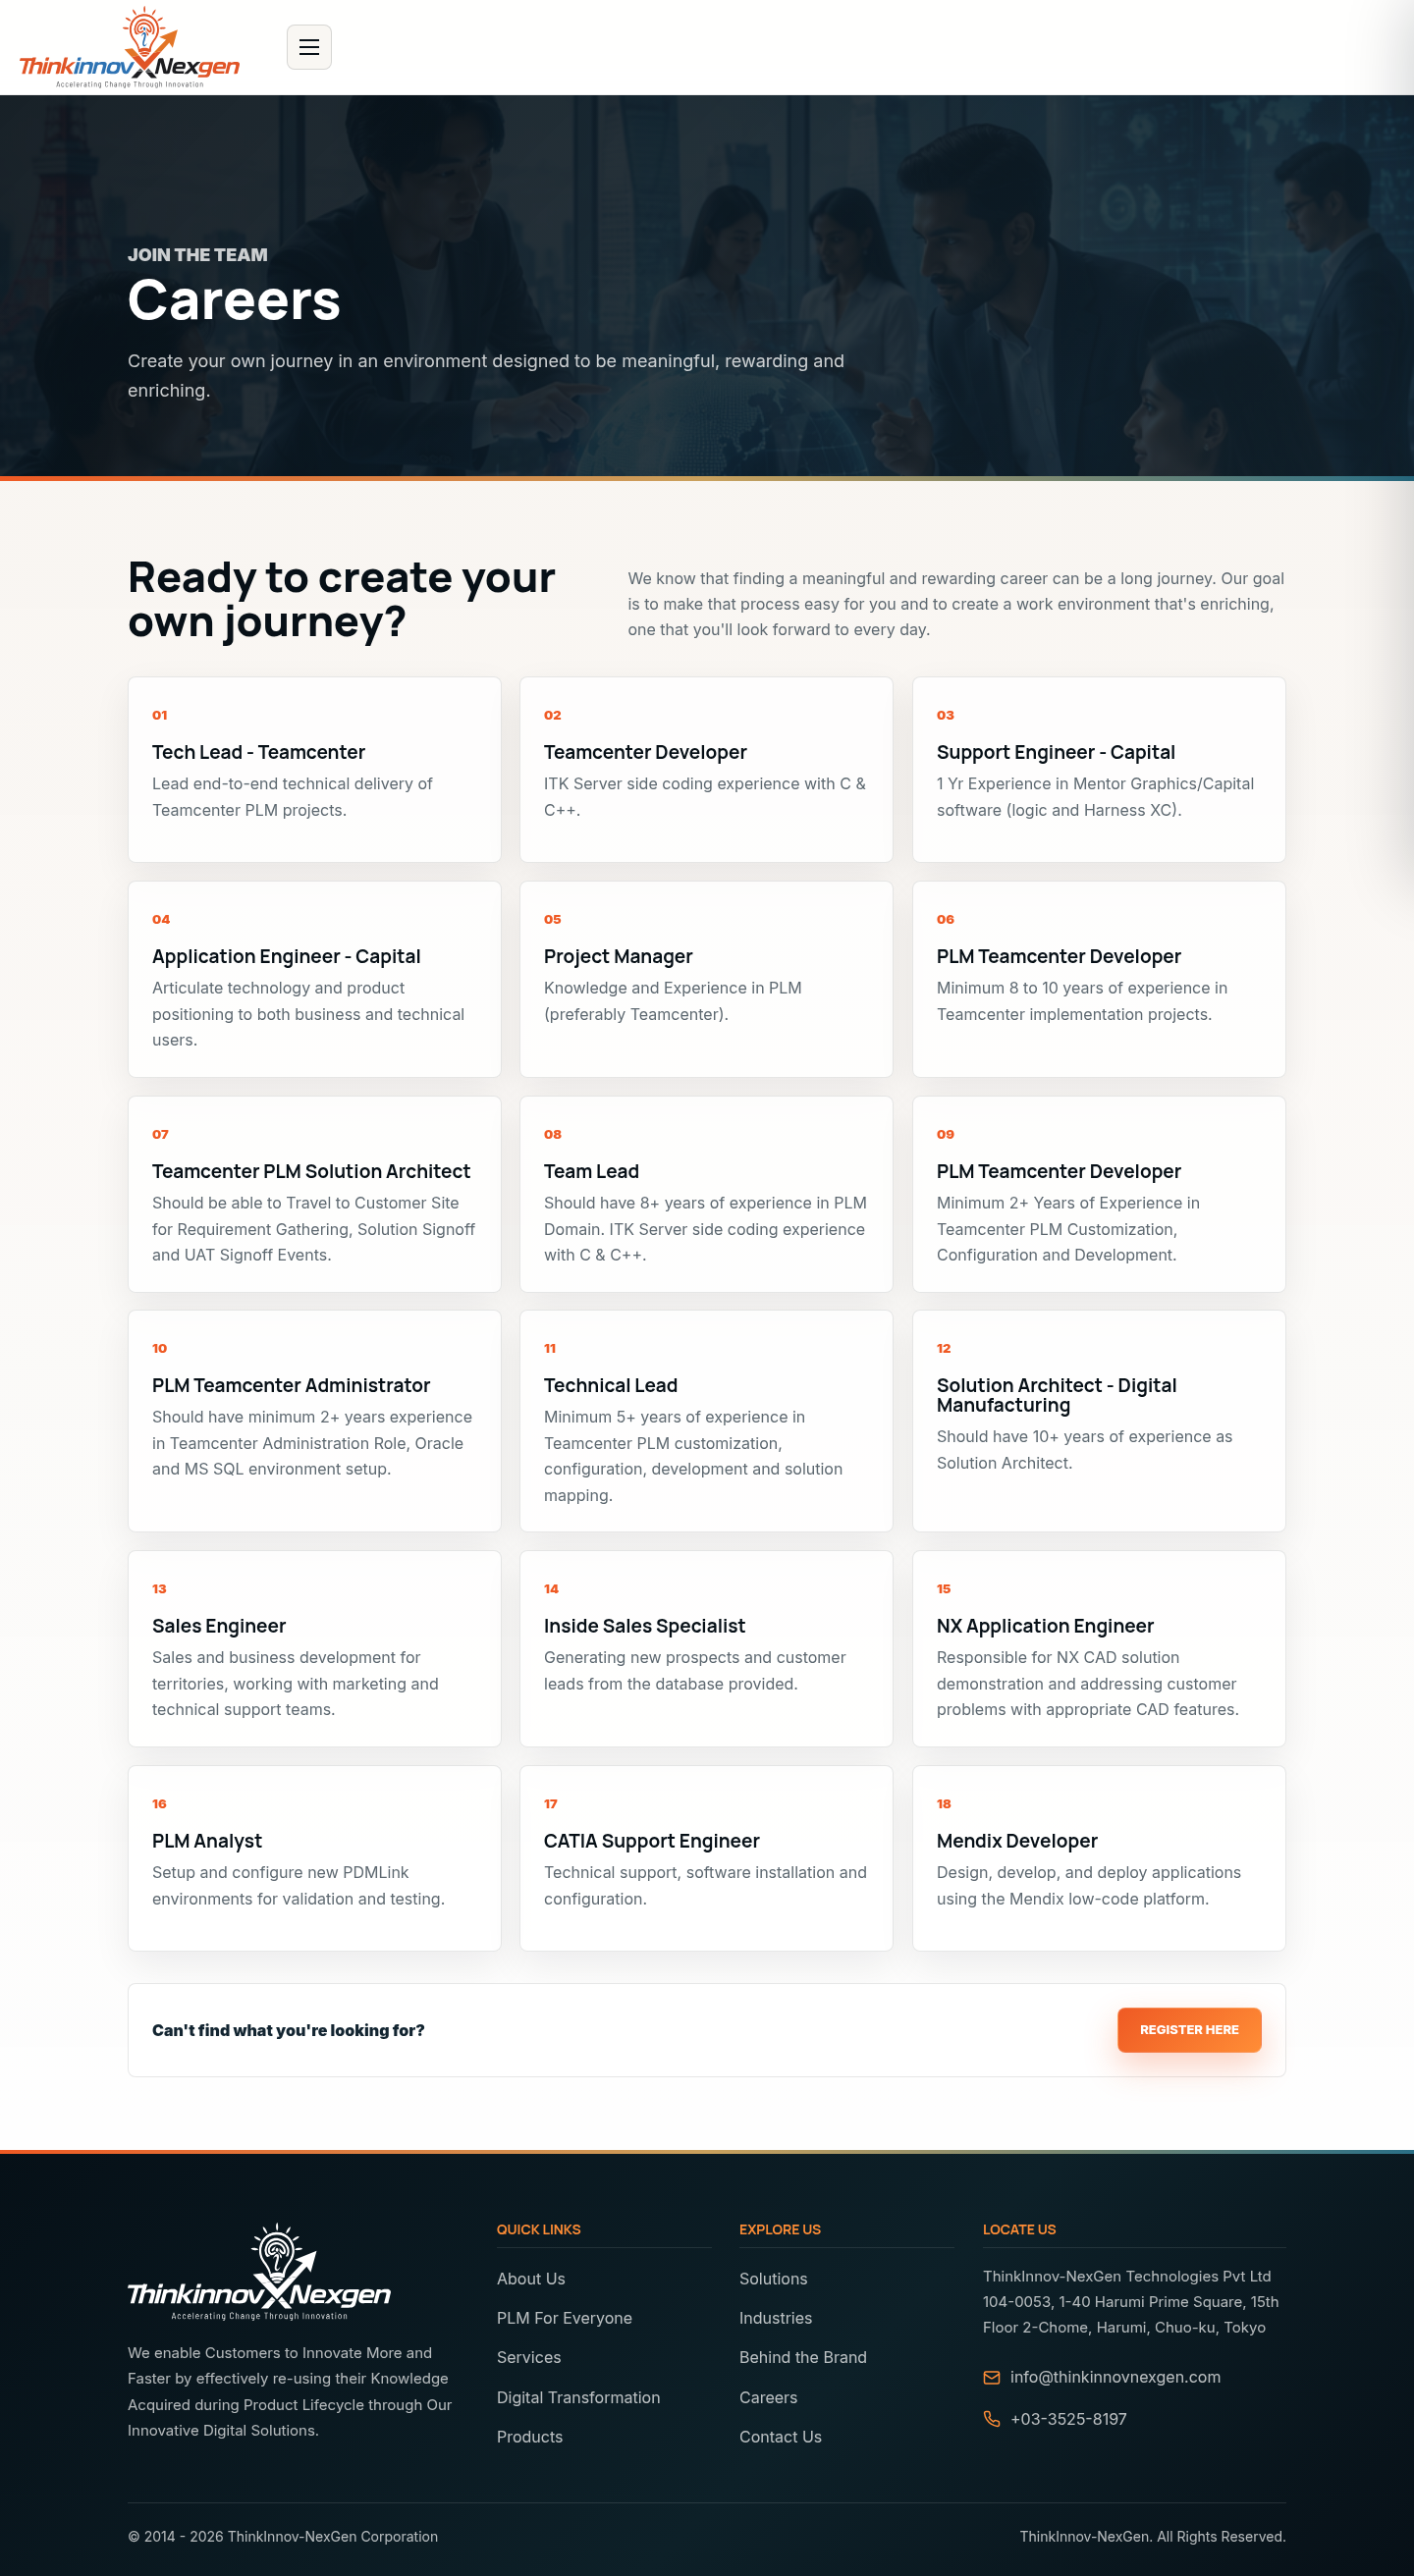 Thinkinnov Nexgen
Accelerating Change Through Innovation
JOIN THE TEAM
Careers
Create your own journey in an environment designed to be meaningful, rewarding and
enriching.
Ready to create your
own journey?
We know that finding a meaningful and rewarding career can be a long journey. Our goal
is to make that process easy for you and to create a work environment that's enriching,
one that you'll look forward to every day.
01
Tech Lead - Teamcenter
Lead end-to-end technical delivery of
Teamcenter PLM projects.
02
Teamcenter Developer
ITK Server side coding experience with C &
C++.
03
Support Engineer - Capital
1 Yr Experience in Mentor Graphics/Capital
software (logic and Harness XC).
04
Application Engineer - Capital
Articulate technology and product
positioning to both business and technical
users.
05
Project Manager
Knowledge and Experience in PLM
(preferably Teamcenter).
06
PLM Teamcenter Developer
Minimum 8 to 10 years of experience in
Teamcenter implementation projects.
07
Teamcenter PLM Solution Architect
Should be able to Travel to Customer Site
for Requirement Gathering, Solution Signoff
and UAT Signoff Events.
08
Team Lead
Should have 8+ years of experience in PLM
Domain. ITK Server side coding experience
with C & C++.
09
PLM Teamcenter Developer
Minimum 2+ Years of Experience in
Teamcenter PLM Customization,
Configuration and Development.
10
PLM Teamcenter Administrator
Should have minimum 2+ years experience
in Teamcenter Administration Role, Oracle
and MS SQL environment setup.
11
Technical Lead
Minimum 5+ years of experience in
Teamcenter PLM customization,
configuration, development and solution
mapping.
12
Solution Architect - Digital
Manufacturing
Should have 10+ years of experience as
Solution Architect.
13
Sales Engineer
Sales and business development for
territories, working with marketing and
technical support teams.
14
Inside Sales Specialist
Generating new prospects and customer
leads from the database provided.
15
NX Application Engineer
Responsible for NX CAD solution
demonstration and addressing customer
problems with appropriate CAD features.
16
PLM Analyst
Setup and configure new PDMLink
environments for validation and testing.
17
CATIA Support Engineer
Technical support, software installation and
configuration.
18
Mendix Developer
Design, develop, and deploy applications
using the Mendix low-code platform.
Can't find what you're looking for?
REGISTER HERE
Thinkinnov Nexgen
Accelerating Change Through Innovation
We enable Customers to Innovate More and
Faster by effectively re-using their Knowledge
Acquired during Product Lifecycle through Our
Innovative Digital Solutions.
QUICK LINKS
About Us
PLM For Everyone
Services
Digital Transformation
Products
EXPLORE US
Solutions
Industries
Behind the Brand
Careers
Contact Us
LOCATE US
ThinkInnov-NexGen Technologies Pvt Ltd
104-0053, 1-40 Harumi Prime Square, 15th
Floor 2-Chome, Harumi, Chuo-ku, Tokyo
info@thinkinnovnexgen.com
+03-3525-8197
© 2014 - 2026 ThinkInnov-NexGen Corporation
ThinkInnov-NexGen. All Rights Reserved.